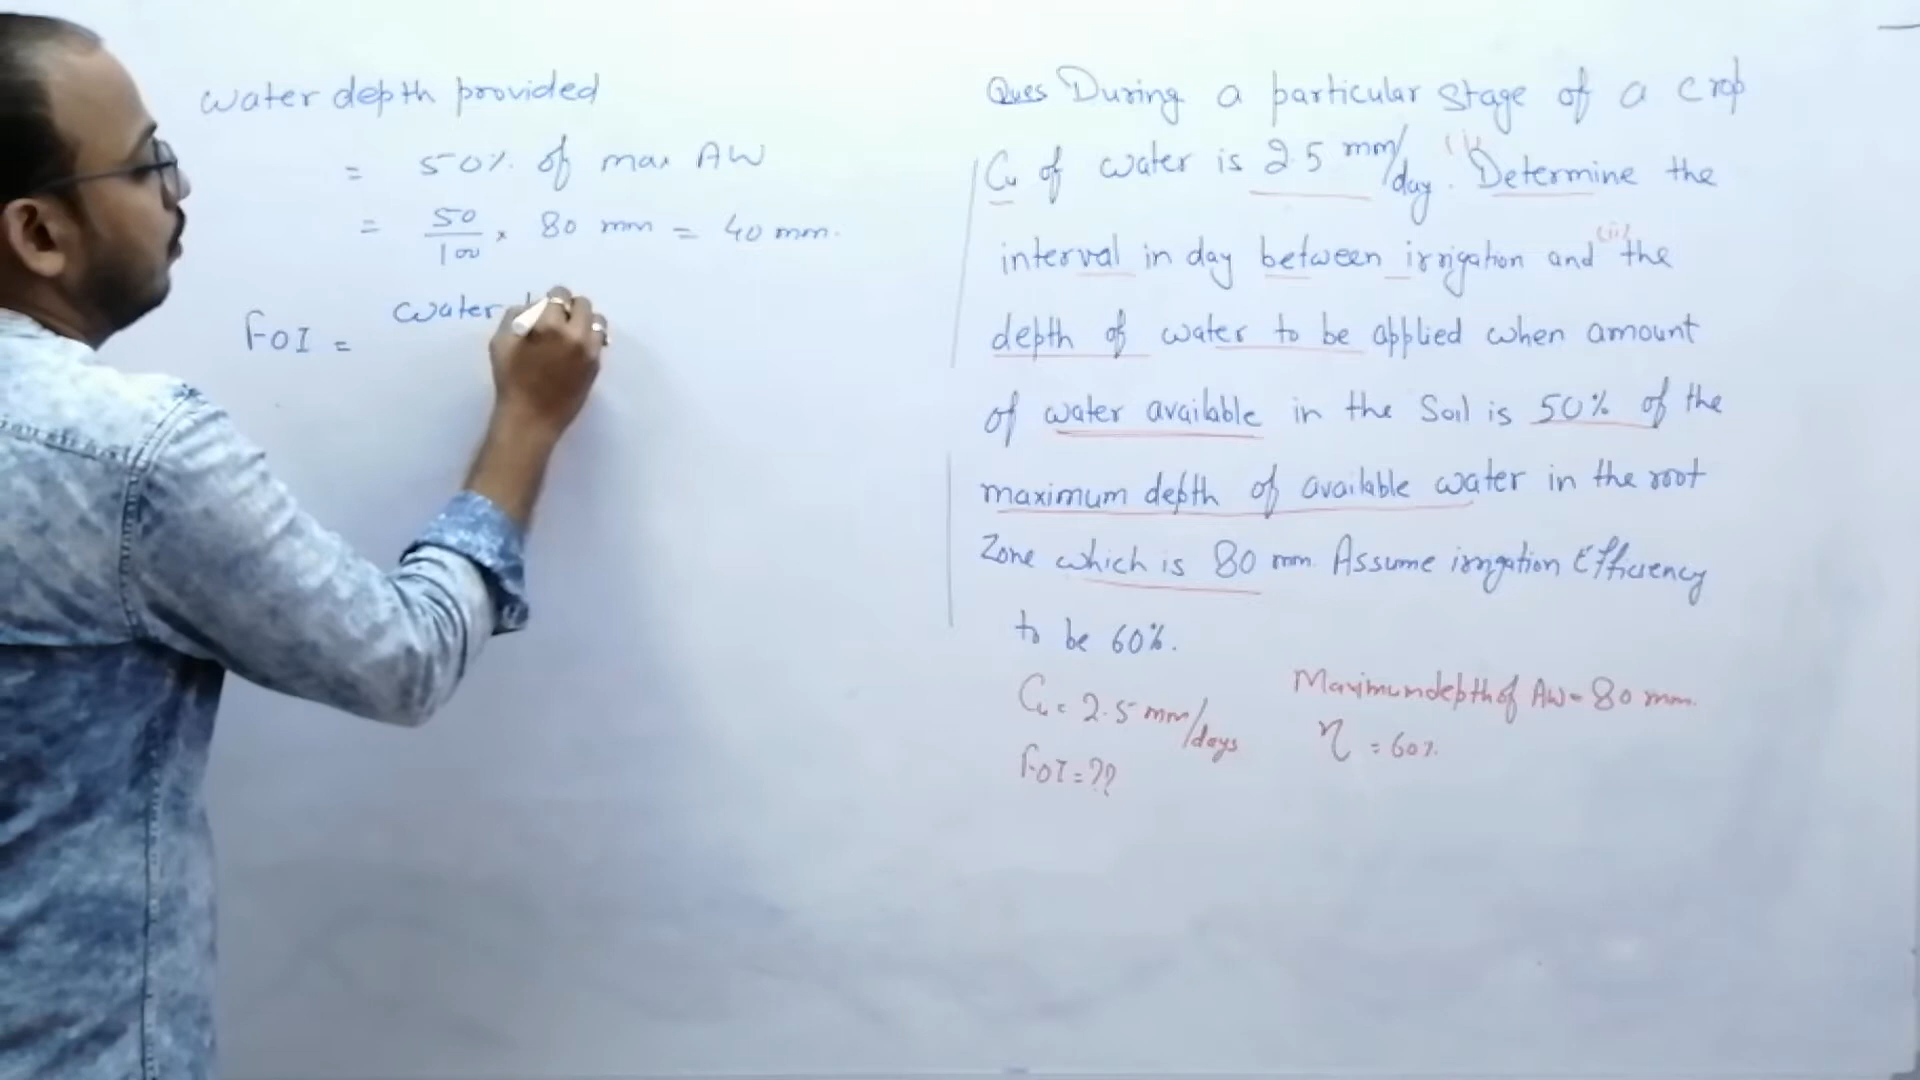 water depth provided
= 50% of max AW
= 50/100 × 80 mm = 40 mm.
FOI = water
Ques During a particular stage of a crop
Cu of water is 2.5 mm/day. (i) Determine the
interval in day between irrigation and (ii) the
depth of water to be applied when amount
of water available in the Soil is 50% of the
maximum depth of available water in the root
Zone which is 80 mm. Assume irrigation Efficiency
to be 60%.
Cu = 2.5 mm/days
Maximum depth of AW = 80 mm.
η = 60%.
FOI = ??